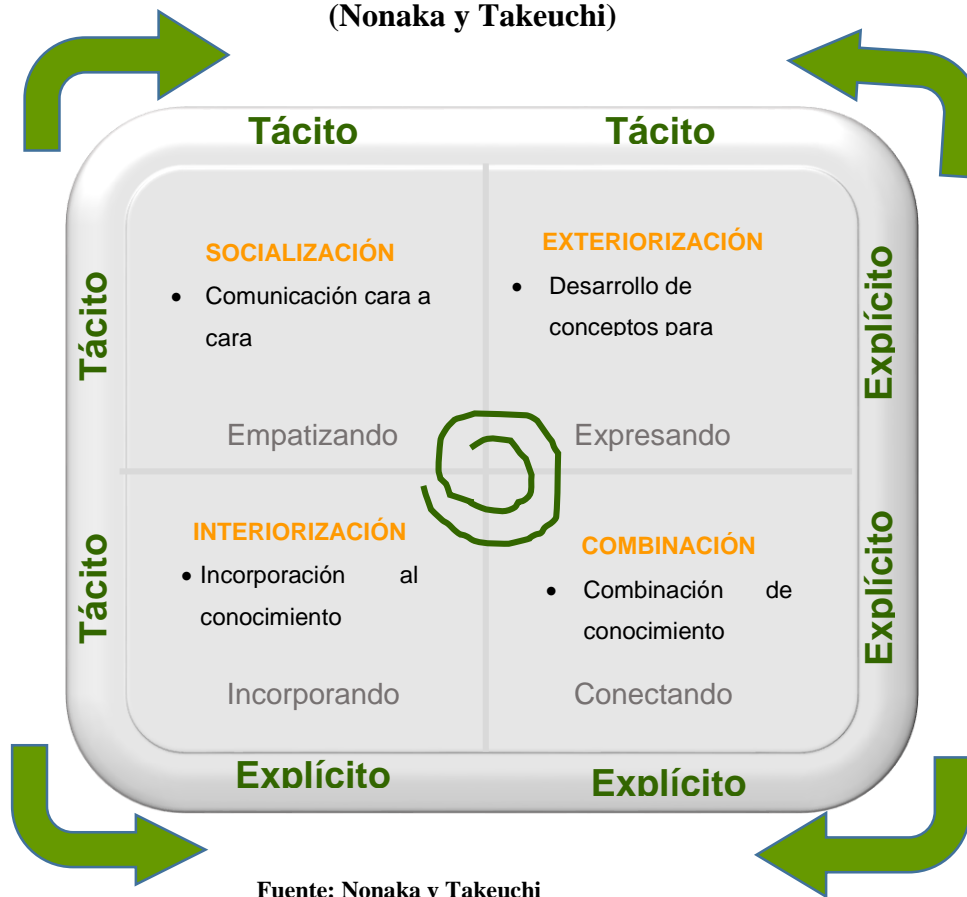 (Nonaka y Takeuchi)
Tácito
Tácito
Tácito
SOCIALIZACIÓN
• Comunicación cara a
cara
Empatizando
EXTERIORIZACIÓN
• Desarrollo de
conceptos para
Expresando
Explícito
Tácito
INTERIORIZACIÓN
• Incorporación al
conocimiento
Incorporando
COMBINACIÓN
• Combinación de
conocimiento
Conectando
Explícito
Explícito
Explícito
Fuente: Nonaka y Takeuchi